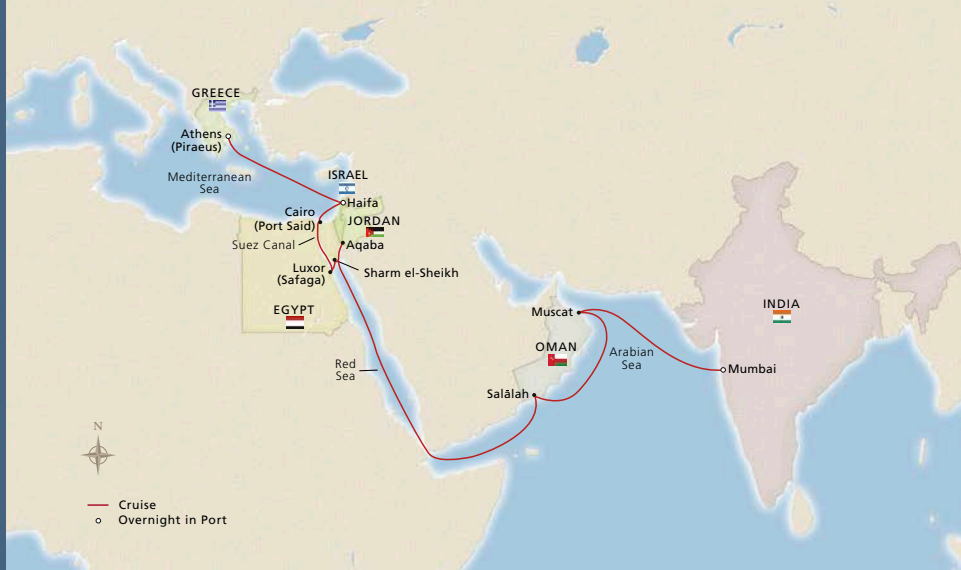 GREECE
Athens
(Piraeus)
Mediterranean
Sea
ISRAEL
Haifa
Cairo
(Port Said)
JORDAN
Suez Canal
Aqaba
Luxor
(Safaga)
Sharm el-Sheikh
EGYPT
Red
Sea
Muscat
OMAN
Arabian
Sea
Salālah
INDIA
Mumbai
N
Cruise
Overnight in Port